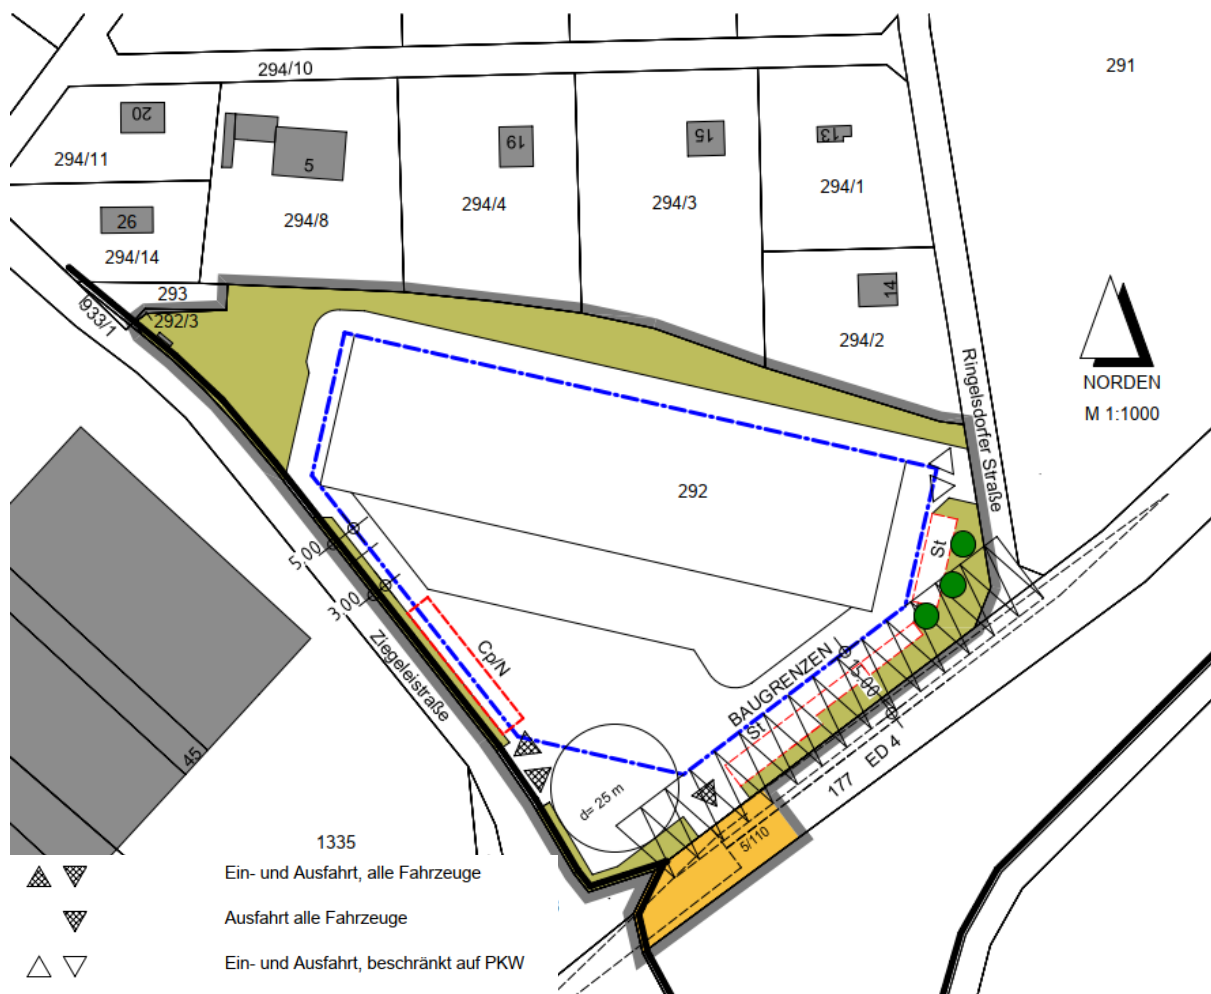 294/10
291
20
294/11
5
19
15
13
294/8
294/4
294/3
294/1
26
294/14
293
292/3
933/1
14
294/2
Ringelsdorfer Straße
NORDEN
M 1:1000
292
5,00
3,00
St
Ziegeleistraße
Cp/N
BAUGRENZEN
St
15,00
45
d= 25 m
177
ED 4
5/110
1335
Ein- und Ausfahrt, alle Fahrzeuge
Ausfahrt alle Fahrzeuge
Ein- und Ausfahrt, beschränkt auf PKW